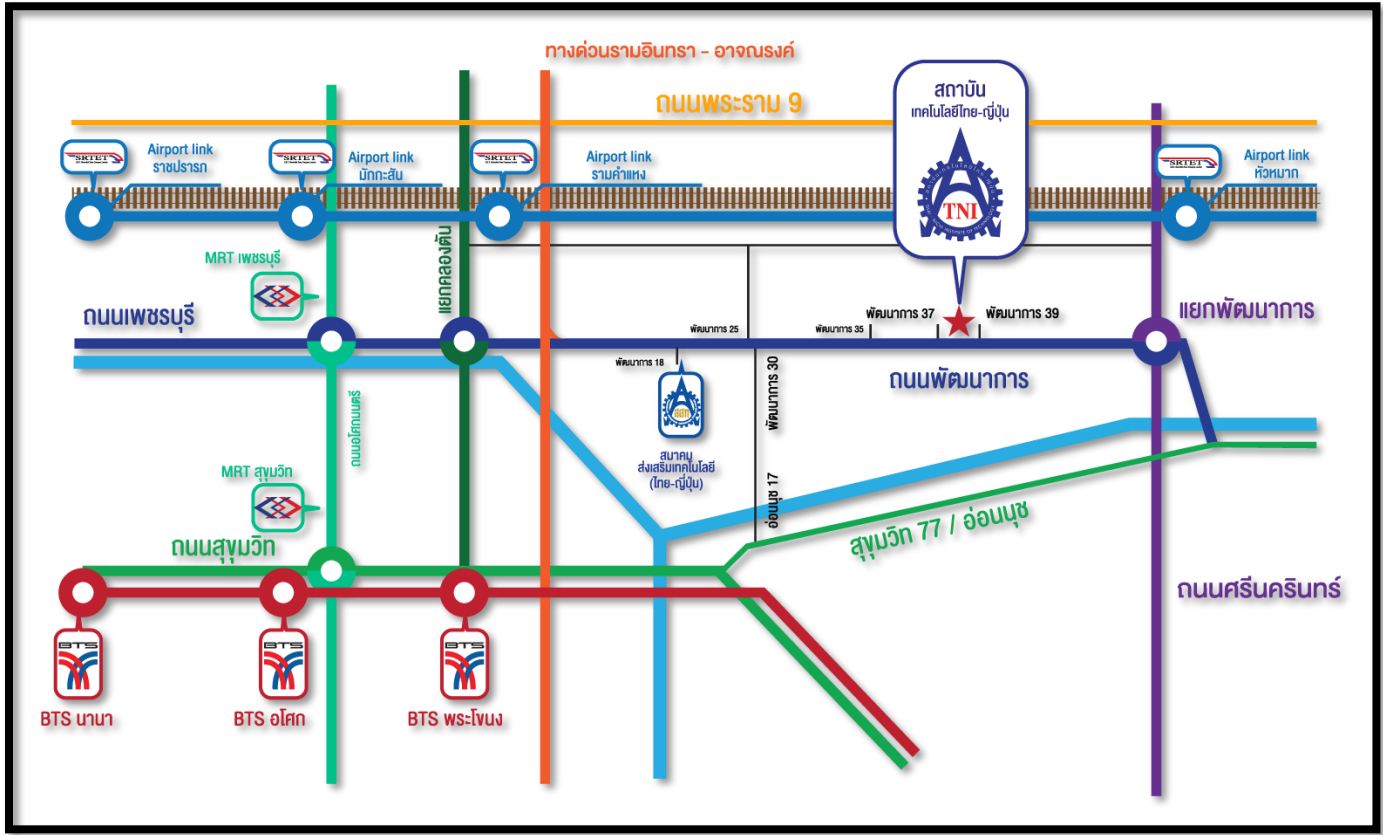 ทางด่วนรามอินทรา - อาจณรงค์
ถนนพระราม 9
สถาบัน
เทคโนโลยีไทย-ญี่ปุ่น
TNI
SRTET
Airport link
ราชปรารภ
SRTET
Airport link
มักกะสัน
SRTET
Airport link
รามคำแหง
SRTET
Airport link
หัวหมาก
MRT เพชรบุรี
แยกคลองตัน
ถนนเพชรบุรี
พัฒนาการ 25
พัฒนาการ 35
พัฒนาการ 37
พัฒนาการ 39
แยกพัฒนาการ
พัฒนาการ 18
พัฒนาการ 30
ถนนพัฒนาการ
ถนนอโศกมนตรี
สสท
สมาคม
ส่งเสริมเทคโนโลยี
(ไทย-ญี่ปุ่น)
MRT สุขุมวิท
อ่อนนุช 17
สุขุมวิท 77 / อ่อนนุช
ถนนสุขุมวิท
ถนนศรีนครินทร์
BTS
BTS นานา
BTS
BTS อโศก
BTS
BTS พระโขนง